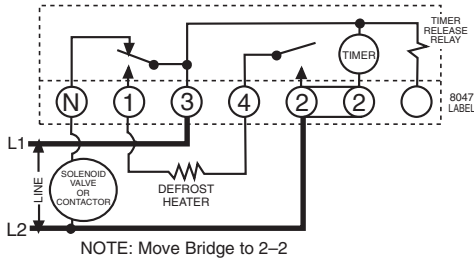 TIMER
RELEASE
RELAY
TIMER
N 1 3 4 2 2
8047
LABEL
L1
LINE
SOLENOID
VALVE
OR
CONTACTOR
DEFROST
HEATER
L2
NOTE: Move Bridge to 2–2